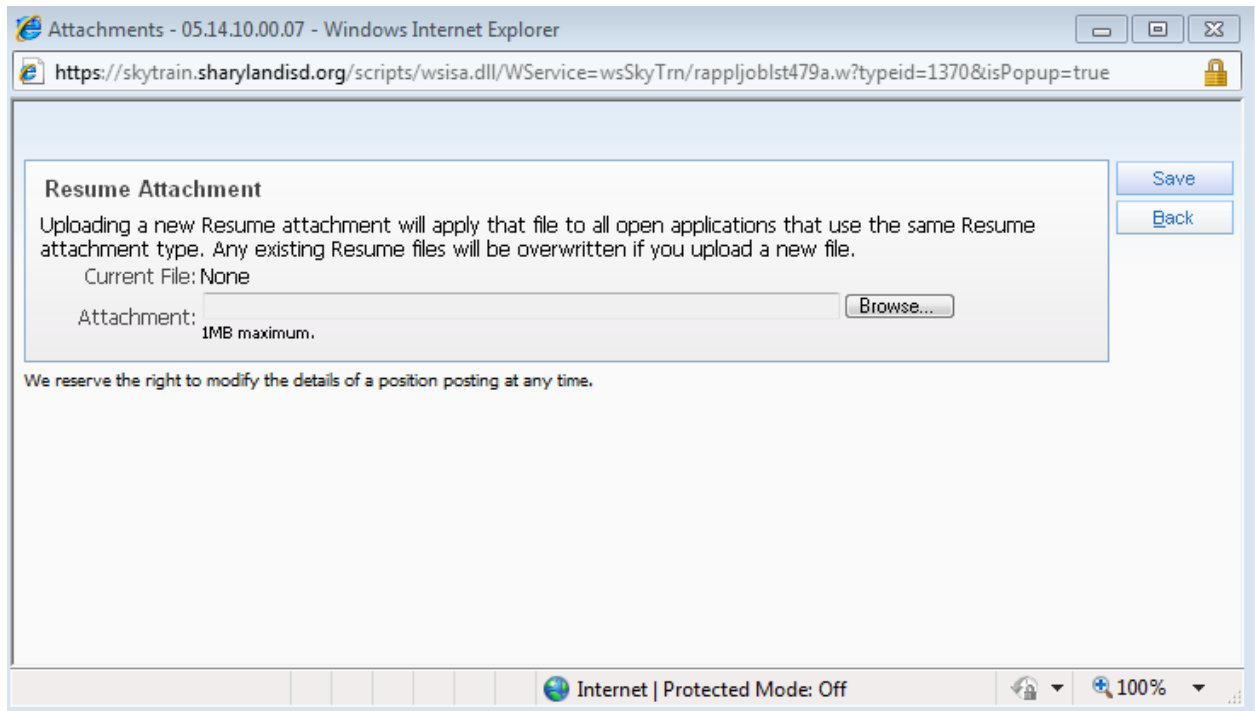 Attachments - 05.14.10.00.07 - Windows Internet Explorer
https://skytrain.sharylandisd.org/scripts/wsisa.dll/WService=wsSkyTrn/rappljoblst479a.w?typeid=1370&isPopup=true
Resume Attachment
Save
Uploading a new Resume attachment will apply that file to all open applications that use the same Resume
Back
attachment type. Any existing Resume files will be overwritten if you upload a new file.
Current File: None
Attachment: Browse...
1MB maximum.
We reserve the right to modify the details of a position posting at any time.
Internet | Protected Mode: Off 100%